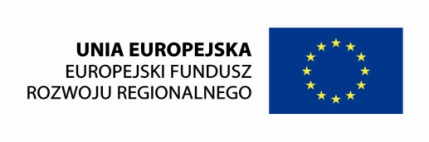 UNIA EUROPEJSKA
EUROPEJSKI FUNDUSZ
ROZWOJU REGIONALNEGO